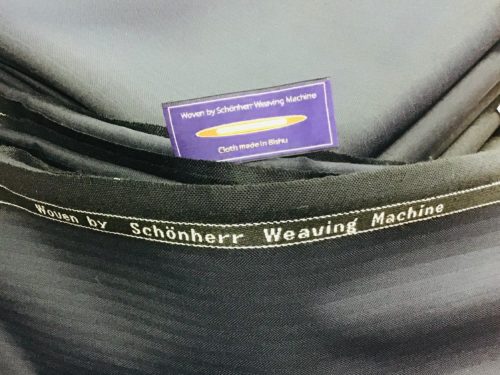 Woven by Schönherr Weaving Machine
Cloth made in Bishu
Woven by Schönherr Weaving Machine